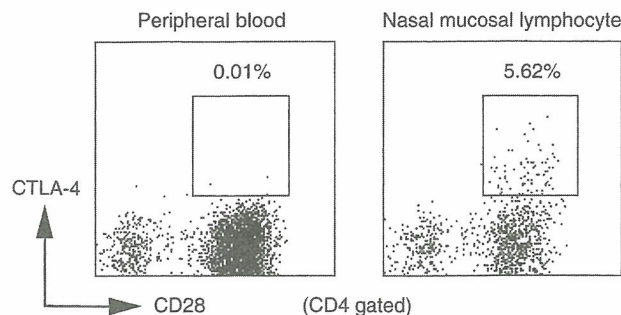 Peripheral blood
Nasal mucosal lymphocyte
0.01%
5.62%
CTLA-4
CD28
(CD4 gated)